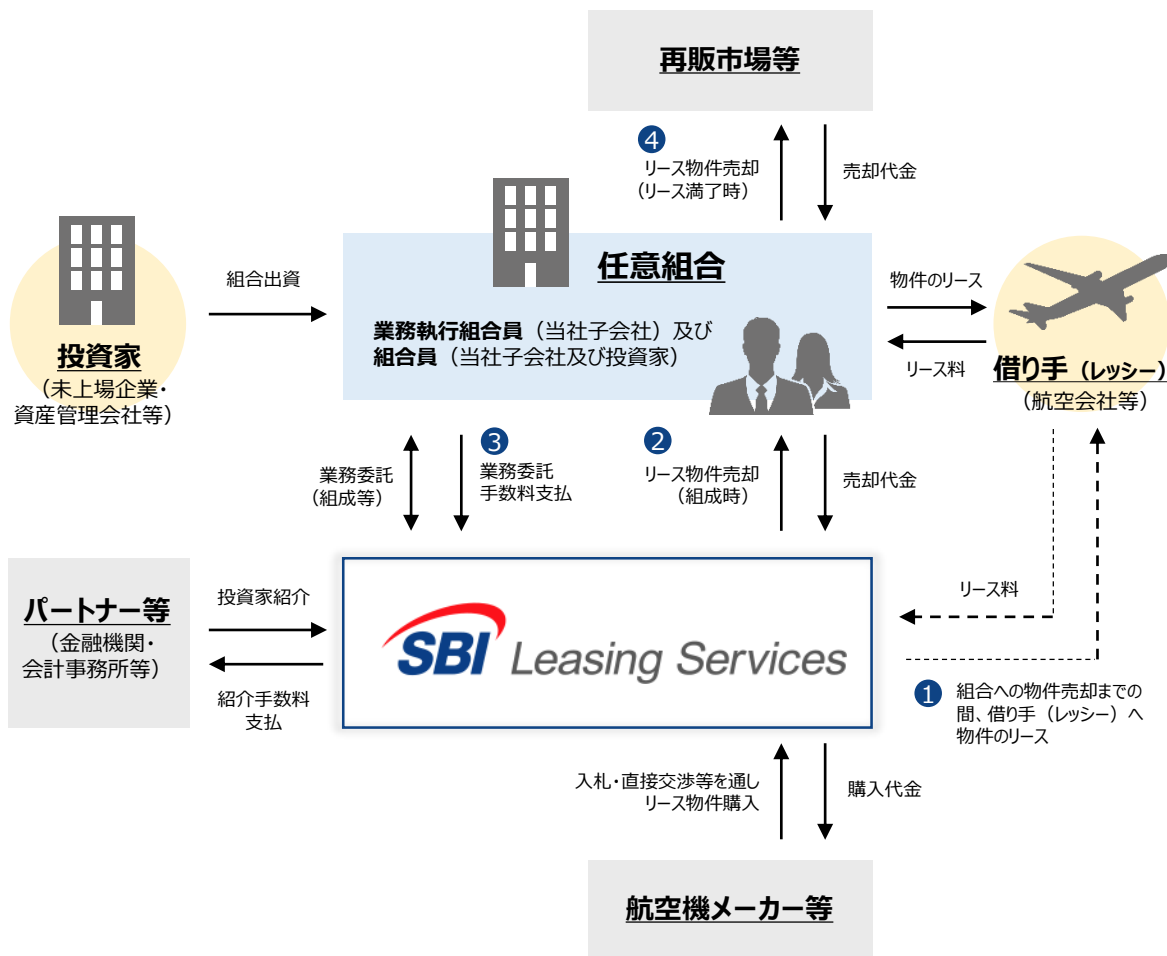 再販市場等
4
リース物件売却
(リース満了時)
売却代金
組合出資
投資家
(未上場企業・
資産管理会社等)
任意組合
業務執行組合員（当社子会社）及び
組合員（当社子会社及び投資家）
物件のリース
リース料
借り手（レッシー）
（航空会社等）
業務委託
(組成等)
3
業務委託
手数料支払
2
リース物件売却
(組成時)
売却代金
パートナー等
（金融機関・
会計事務所等）
投資家紹介
紹介手数料
支払
SBI Leasing Services
リース料
1
組合への物件売却までの
間、借り手（レッシー）へ
物件のリース
入札・直接交渉等を通し
リース物件購入
購入代金
航空機メーカー等